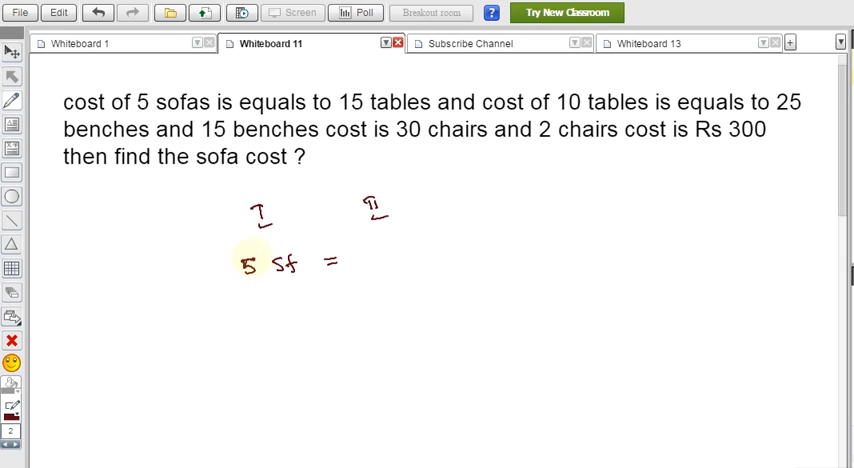 File Edit Screen Poll Breakout room ? Try New Classroom
Whiteboard 1 Whiteboard 11 Subscribe Channel Whiteboard 13
cost of 5 sofas is equals to 15 tables and cost of 10 tables is equals to 25
benches and 15 benches cost is 30 chairs and 2 chairs cost is Rs 300
then find the sofa cost ?
I II
5 sf =
2